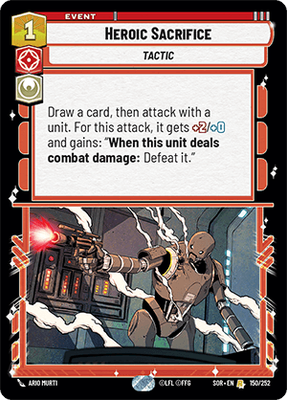 EVENT
1
HEROIC SACRIFICE
TACTIC
Draw a card, then attack with a
unit. For this attack, it gets +2/+0
and gains: "When this unit deals
combat damage: Defeat it."
ARIO MURTI
©LFL ©FFG
SOR • EN R 150/252